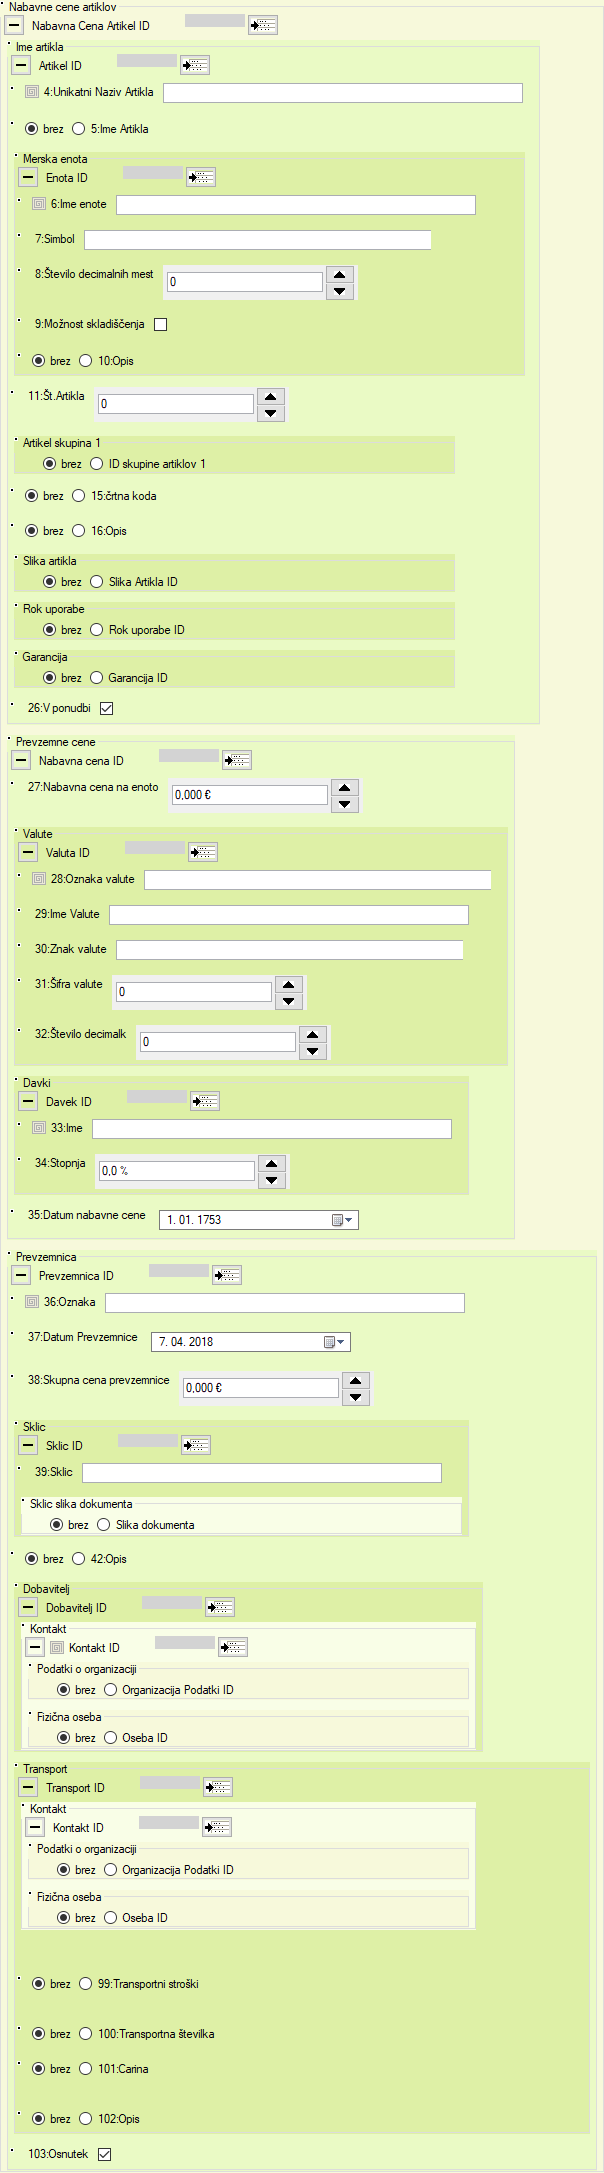 Nabavne cene artiklov
Nabavna Cena Artikel ID
Ime artikla
Artikel ID
4:Unikatni Naziv Artikla
brez 5:Ime Artikla
Merska enota
Enota ID
6:Ime enote
7:Simbol
8:Število decimalnih mest 0
9:Možnost skladiščenja
brez 10:Opis
11:Št.Artikla 0
Artikel skupina 1
brez ID skupine artiklov 1
brez 15:črtna koda
brez 16:Opis
Slika artikla
brez Slika Artikla ID
Rok uporabe
brez Rok uporabe ID
Garancija
brez Garancija ID
26:V ponudbi
Prevzemne cene
Nabavna cena ID
27:Nabavna cena na enoto 0,000 €
Valute
Valuta ID
28:Oznaka valute
29:Ime Valute
30:Znak valute
31:Šifra valute 0
32:Število decimalk 0
Davki
Davek ID
33:Ime
34:Stopnja 0,0 %
35:Datum nabavne cene 1. 01. 1753
Prevzemnica
Prevzemnica ID
36:Oznaka
37:Datum Prevzemnice 7. 04. 2018
38:Skupna cena prevzemnice 0,000 €
Sklic
Sklic ID
39:Sklic
Sklic slika dokumenta
brez Slika dokumenta
brez 42:Opis
Dobavitelj
Dobavitelj ID
Kontakt
Kontakt ID
Podatki o organizaciji
brez Organizacija Podatki ID
Fizična oseba
brez Oseba ID
Transport
Transport ID
Kontakt
Kontakt ID
Podatki o organizaciji
brez Organizacija Podatki ID
Fizična oseba
brez Oseba ID
brez 99:Transportni stroški
brez 100:Transportna številka
brez 101:Carina
brez 102:Opis
103:Osnutek